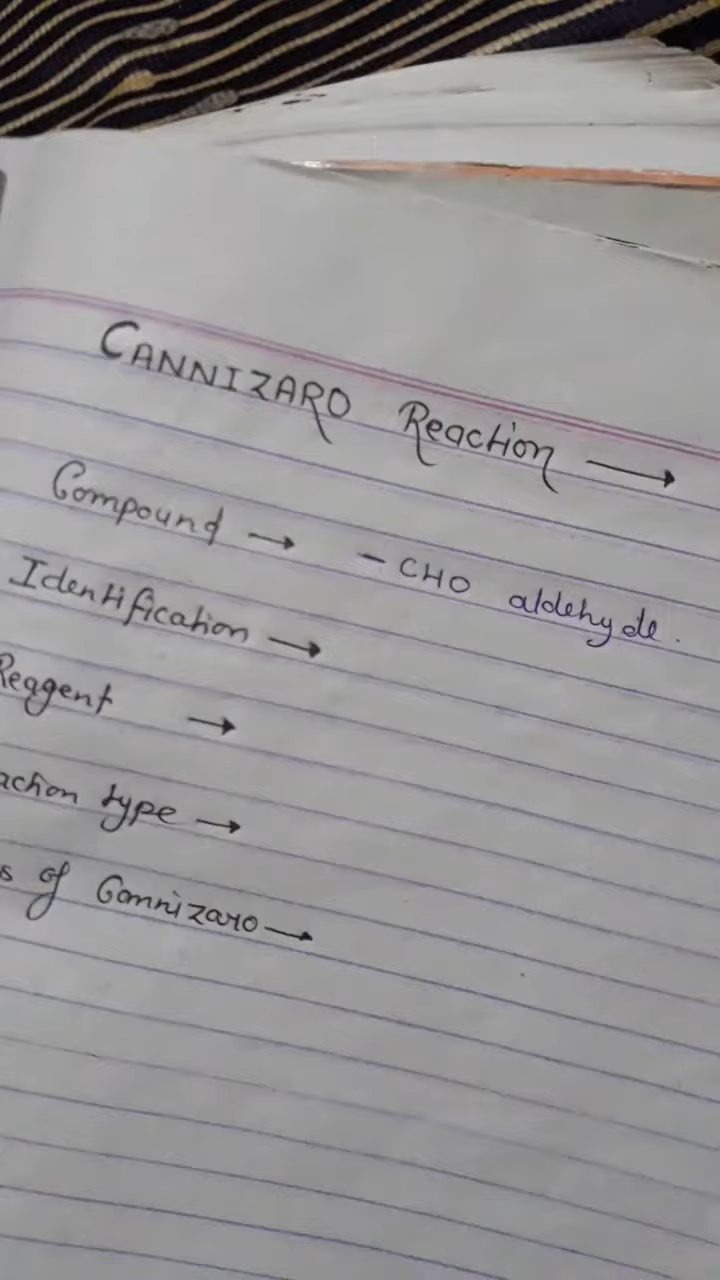 CANNIZARO Reaction →
Compound → - CHO aldehyde.
Identification →
Reagent →
action type →
s of Cannizaro →